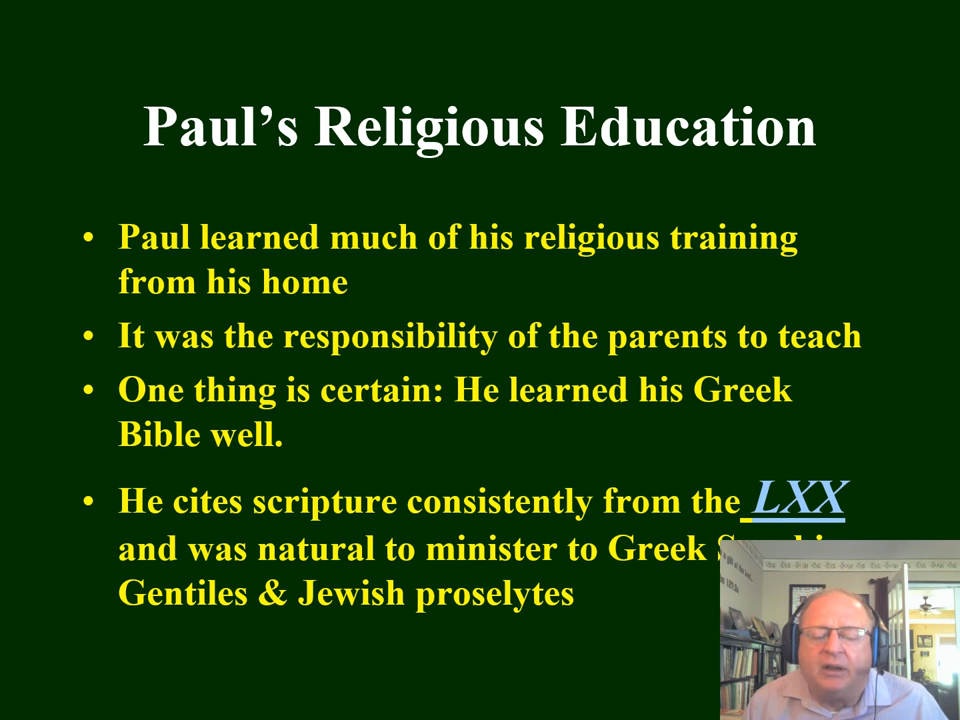 Paul’s Religious Education
• Paul learned much of his religious training
from his home
• It was the responsibility of the parents to teach
• One thing is certain: He learned his Greek
Bible well.
• He cites scripture consistently from the LXX
and was natural to minister to Greek
Gentiles & Jewish proselytes